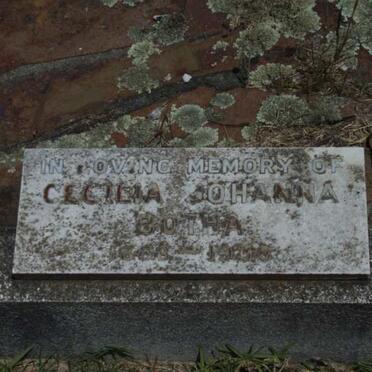 IN LOVING MEMORY OF
CECILIA JOHANNA
BOTHA